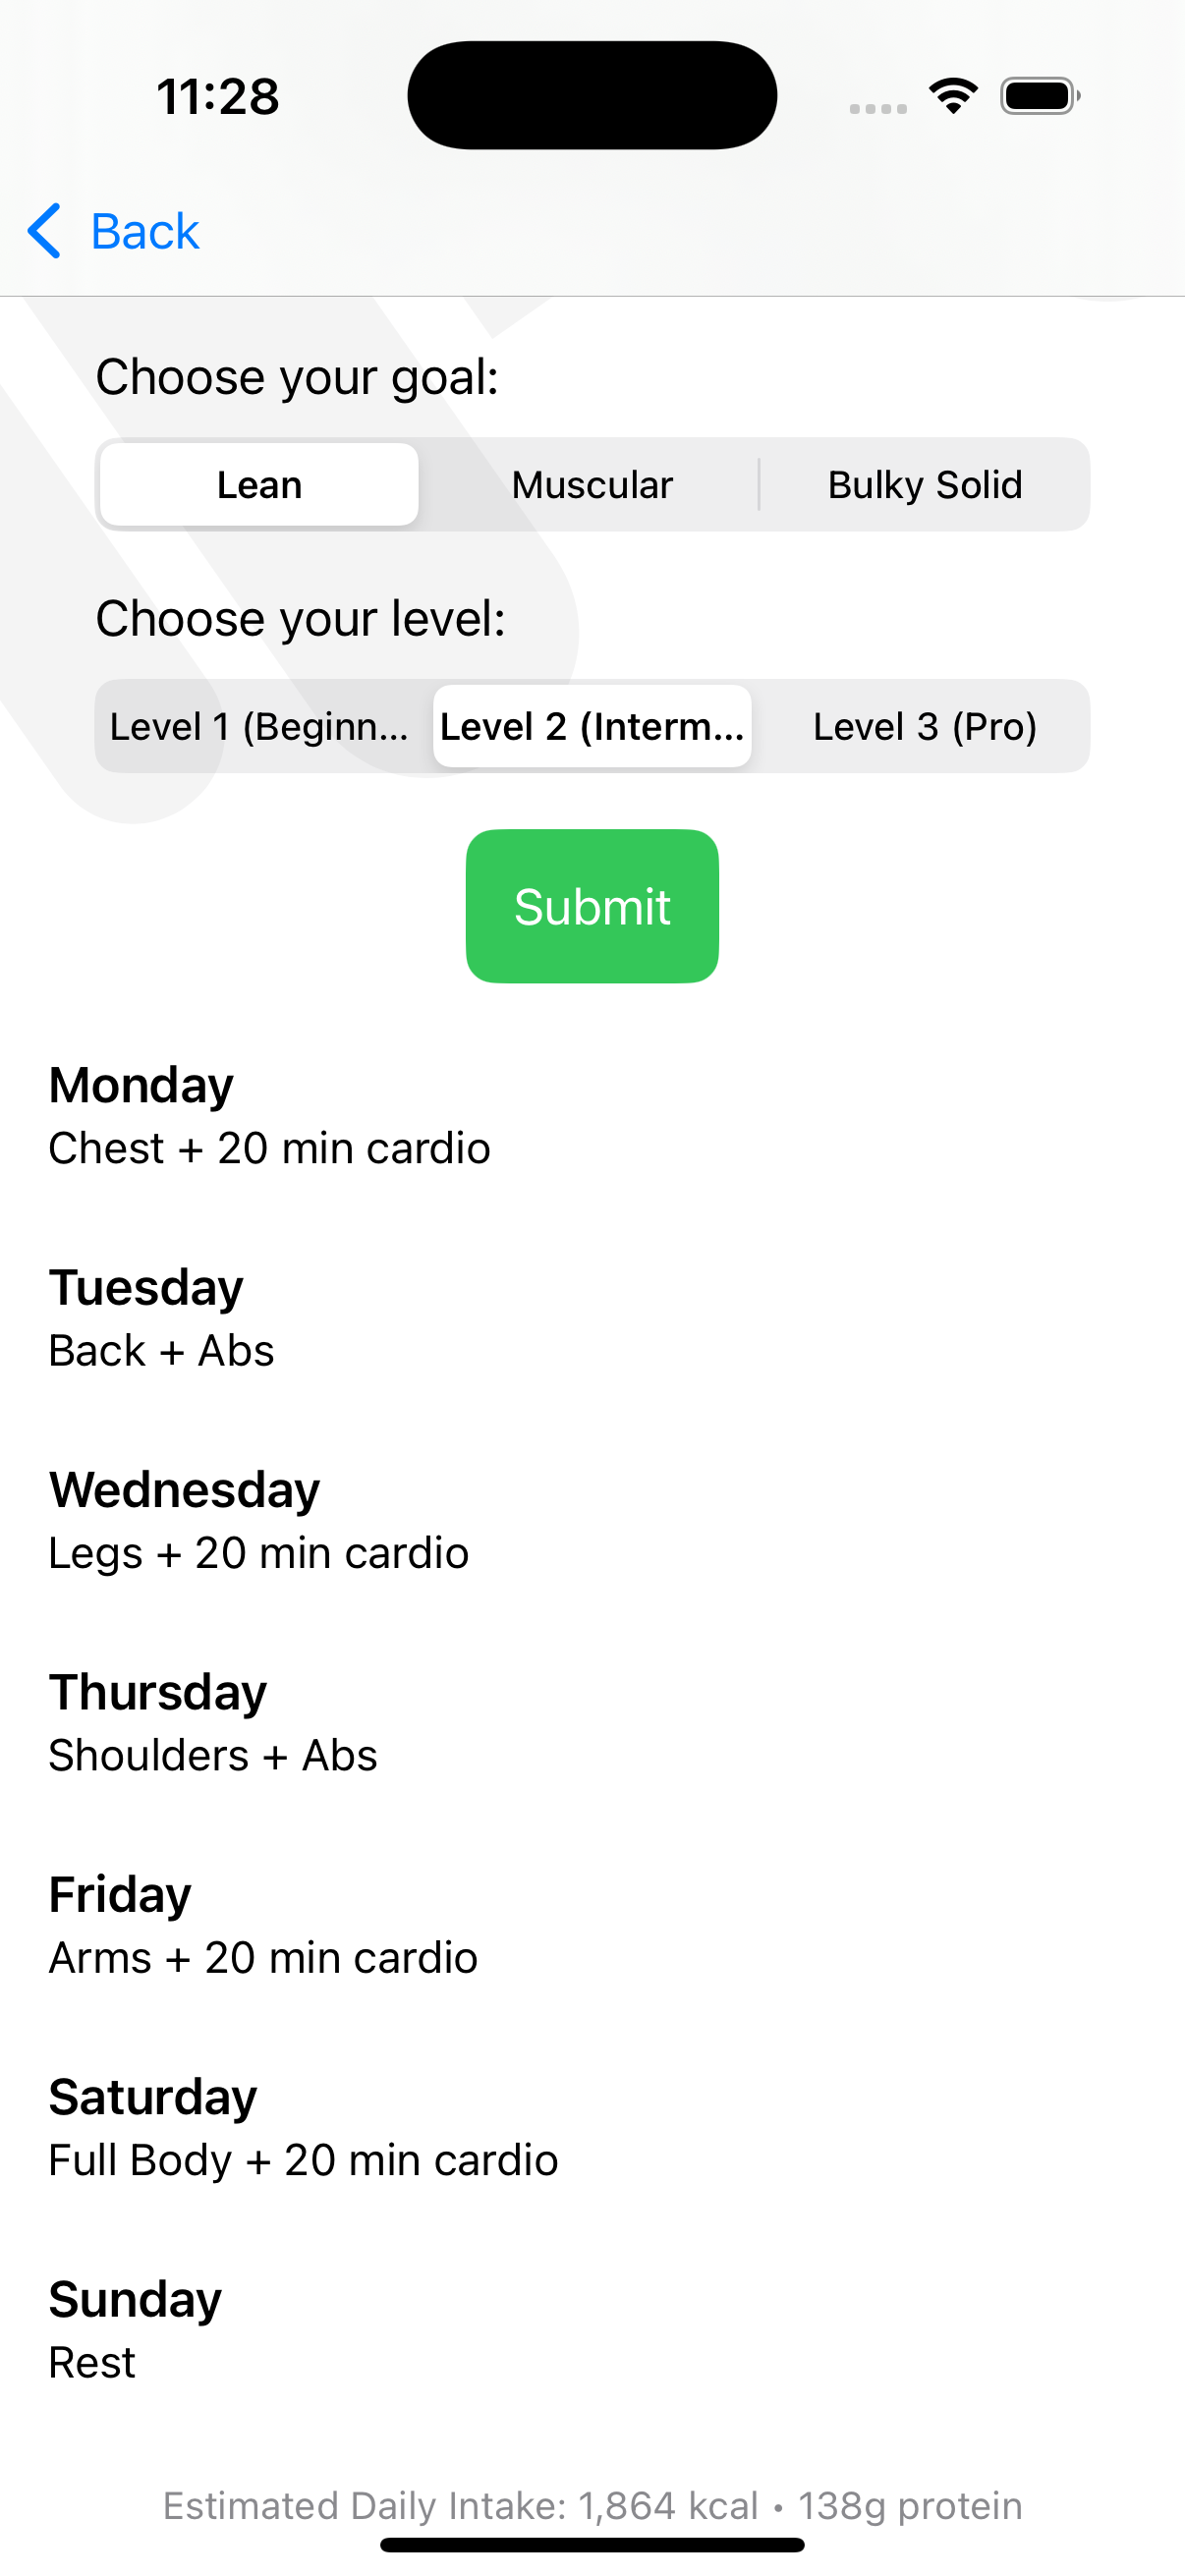 11:28
Back
Choose your goal:
Lean Muscular Bulky Solid
Choose your level:
Level 1 (Beginn... Level 2 (Interm... Level 3 (Pro)
Submit
Monday
Chest + 20 min cardio
Tuesday
Back + Abs
Wednesday
Legs + 20 min cardio
Thursday
Shoulders + Abs
Friday
Arms + 20 min cardio
Saturday
Full Body + 20 min cardio
Sunday
Rest
Estimated Daily Intake: 1,864 kcal • 138g protein